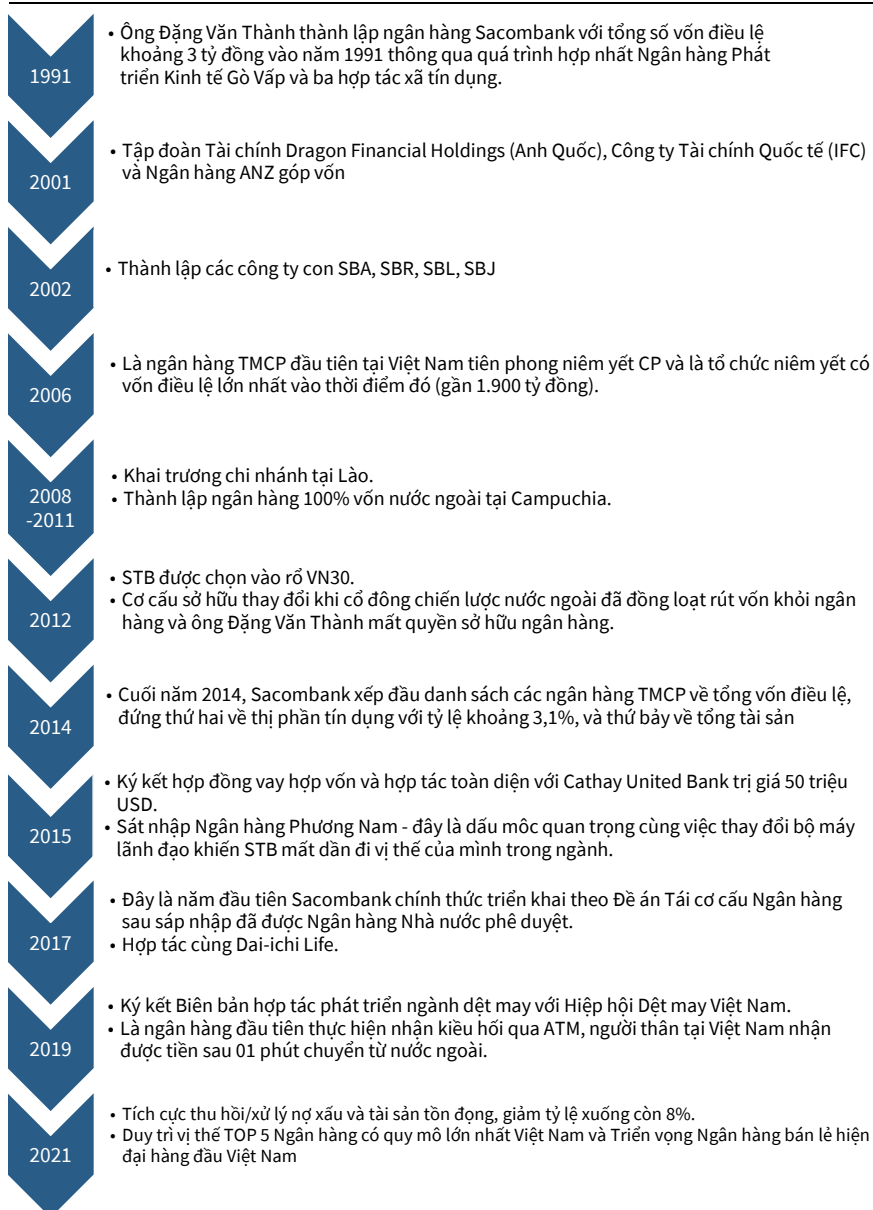 1991
• Ông Đặng Văn Thành thành lập ngân hàng Sacombank với tổng số vốn điều lệ
khoảng 3 tỷ đồng vào năm 1991 thông qua quá trình hợp nhất Ngân hàng Phát
triển Kinh tế Gò Vấp và ba hợp tác xã tín dụng.
2001
• Tập đoàn Tài chính Dragon Financial Holdings (Anh Quốc), Công ty Tài chính Quốc tế (IFC)
và Ngân hàng ANZ góp vốn
2002
• Thành lập các công ty con SBA, SBR, SBL, SBJ
2006
• Là ngân hàng TMCP đầu tiên tại Việt Nam tiên phong niêm yết CP và là tổ chức niêm yết có
vốn điều lệ lớn nhất vào thời điểm đó (gần 1.900 tỷ đồng).
2008
-2011
• Khai trương chi nhánh tại Lào.
• Thành lập ngân hàng 100% vốn nước ngoài tại Campuchia.
2012
• STB được chọn vào rổ VN30.
• Cơ cấu sở hữu thay đổi khi cổ đông chiến lược nước ngoài đã đồng loạt rút vốn khỏi ngân
hàng và ông Đặng Văn Thành mất quyền sở hữu ngân hàng.
2014
• Cuối năm 2014, Sacombank xếp đầu danh sách các ngân hàng TMCP về tổng vốn điều lệ,
đứng thứ hai về thị phần tín dụng với tỷ lệ khoảng 3,1%, và thứ bảy về tổng tài sản
2015
• Ký kết hợp đồng vay hợp vốn và hợp tác toàn diện với Cathay United Bank trị giá 50 triệu
USD.
• Sát nhập Ngân hàng Phương Nam - đây là dấu mốc quan trọng cùng việc thay đổi bộ máy
lãnh đạo khiến STB mất dần đi vị thế của mình trong ngành.
2017
• Đây là năm đầu tiên Sacombank chính thức triển khai theo Đề án Tái cơ cấu Ngân hàng
sau sáp nhập đã được Ngân hàng Nhà nước phê duyệt.
• Hợp tác cùng Dai-ichi Life.
2019
• Ký kết Biên bản hợp tác phát triển ngành dệt may với Hiệp hội Dệt may Việt Nam.
• Là ngân hàng đầu tiên thực hiện nhận kiều hối qua ATM, người thân tại Việt Nam nhận
được tiền sau 01 phút chuyển từ nước ngoài.
2021
• Tích cực thu hồi/xử lý nợ xấu và tài sản tồn đọng, giảm tỷ lệ xuống còn 8%.
• Duy trì vị thế TOP 5 Ngân hàng có quy mô lớn nhất Việt Nam và Triển vọng Ngân hàng bán lẻ hiện
đại hàng đầu Việt Nam